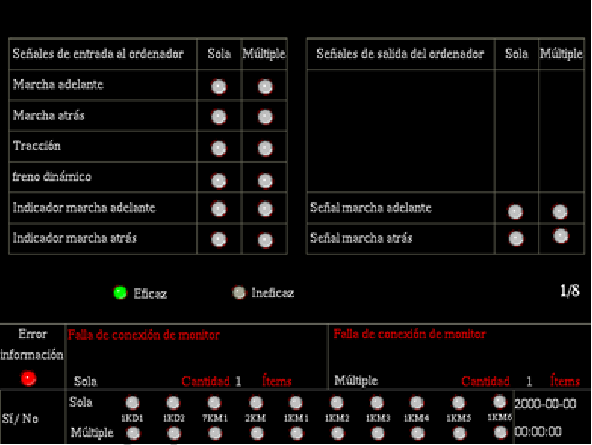 Señales de entrada al ordenador Sola Múltiple Señales de salida del ordenador Sola Múltiple
Marcha adelante
Marcha atrás
Tracción
freno dinámico
Indicador marcha adelante Señal marcha adelante
Indicador marcha atrás Señal marcha atrás
Eficaz Ineficaz 1/8
Error Falla de conexión de monitor Falla de conexión de monitor
información
Sola Cantidad 1 Ítems Múltiple Cantidad 1 Ítems
Sola 2000-00-00
Sí/No 1KD1 1KD2 7KM1 2KM 1KM1 1KM2 1KM3 1KM4 1KM5 1KM6
Múltiple 00:00:00